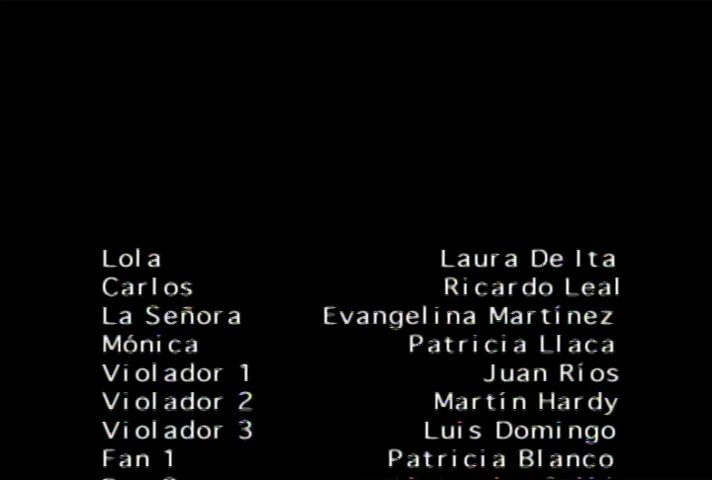 Lola Laura De Ita
Carlos Ricardo Leal
La Señora Evangelina Martínez
Mónica Patricia Llaca
Violador 1 Juan Ríos
Violador 2 Martín Hardy
Violador 3 Luis Domingo
Fan 1 Patricia Blanco